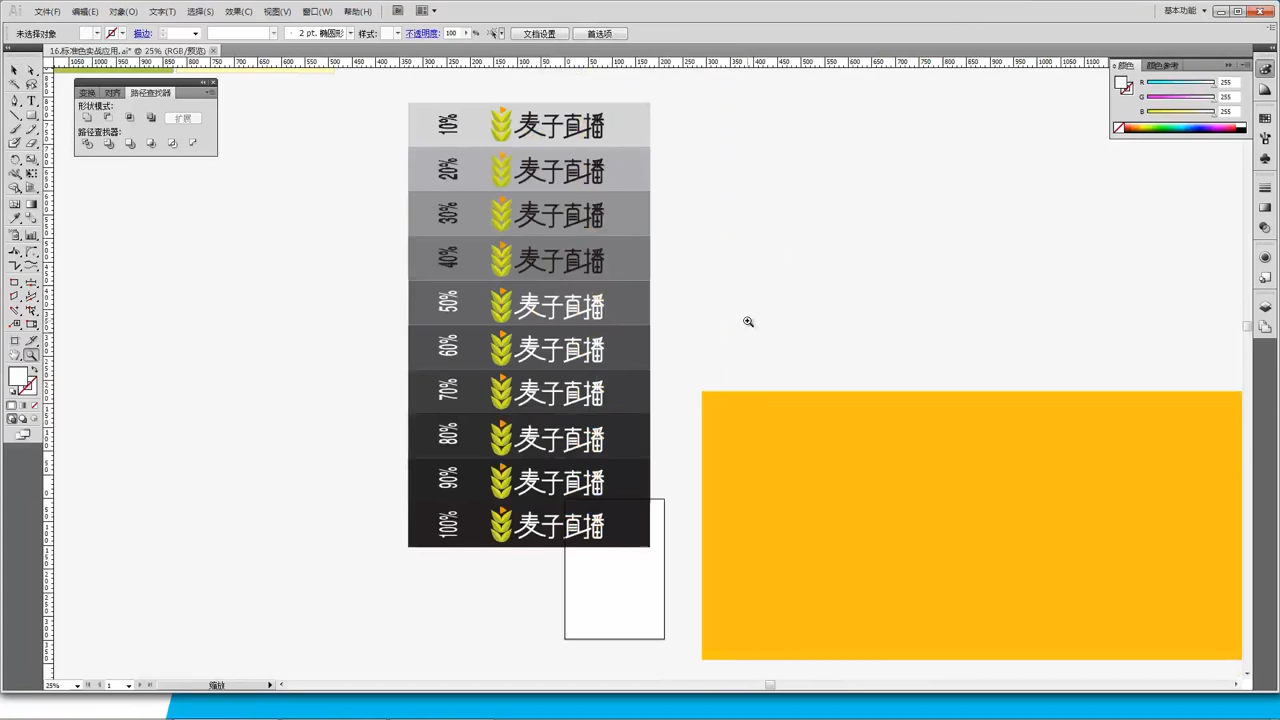 Ai 文件(F) 编辑(E) 对象(O) 文字(T) 选择(S) 效果(C) 视图(V) 窗口(W) 帮助(H) Br 基本功能
未选择对象 描边: 2 pt. 椭圆形 样式: 不透明度: 100 % 文档设置 首选项
16.标准色实战应用.ai* @ 25% (RGB/预览)
变换 对齐 路径查找器
形状模式:
扩展
路径查找器:
颜色 颜色参考
R 255
G 255
B 255
10% 麦子直播
20% 麦子直播
30% 麦子直播
40% 麦子直播
50% 麦子直播
60% 麦子直播
70% 麦子直播
80% 麦子直播
90% 麦子直播
100% 麦子直播
25% 1 缩放